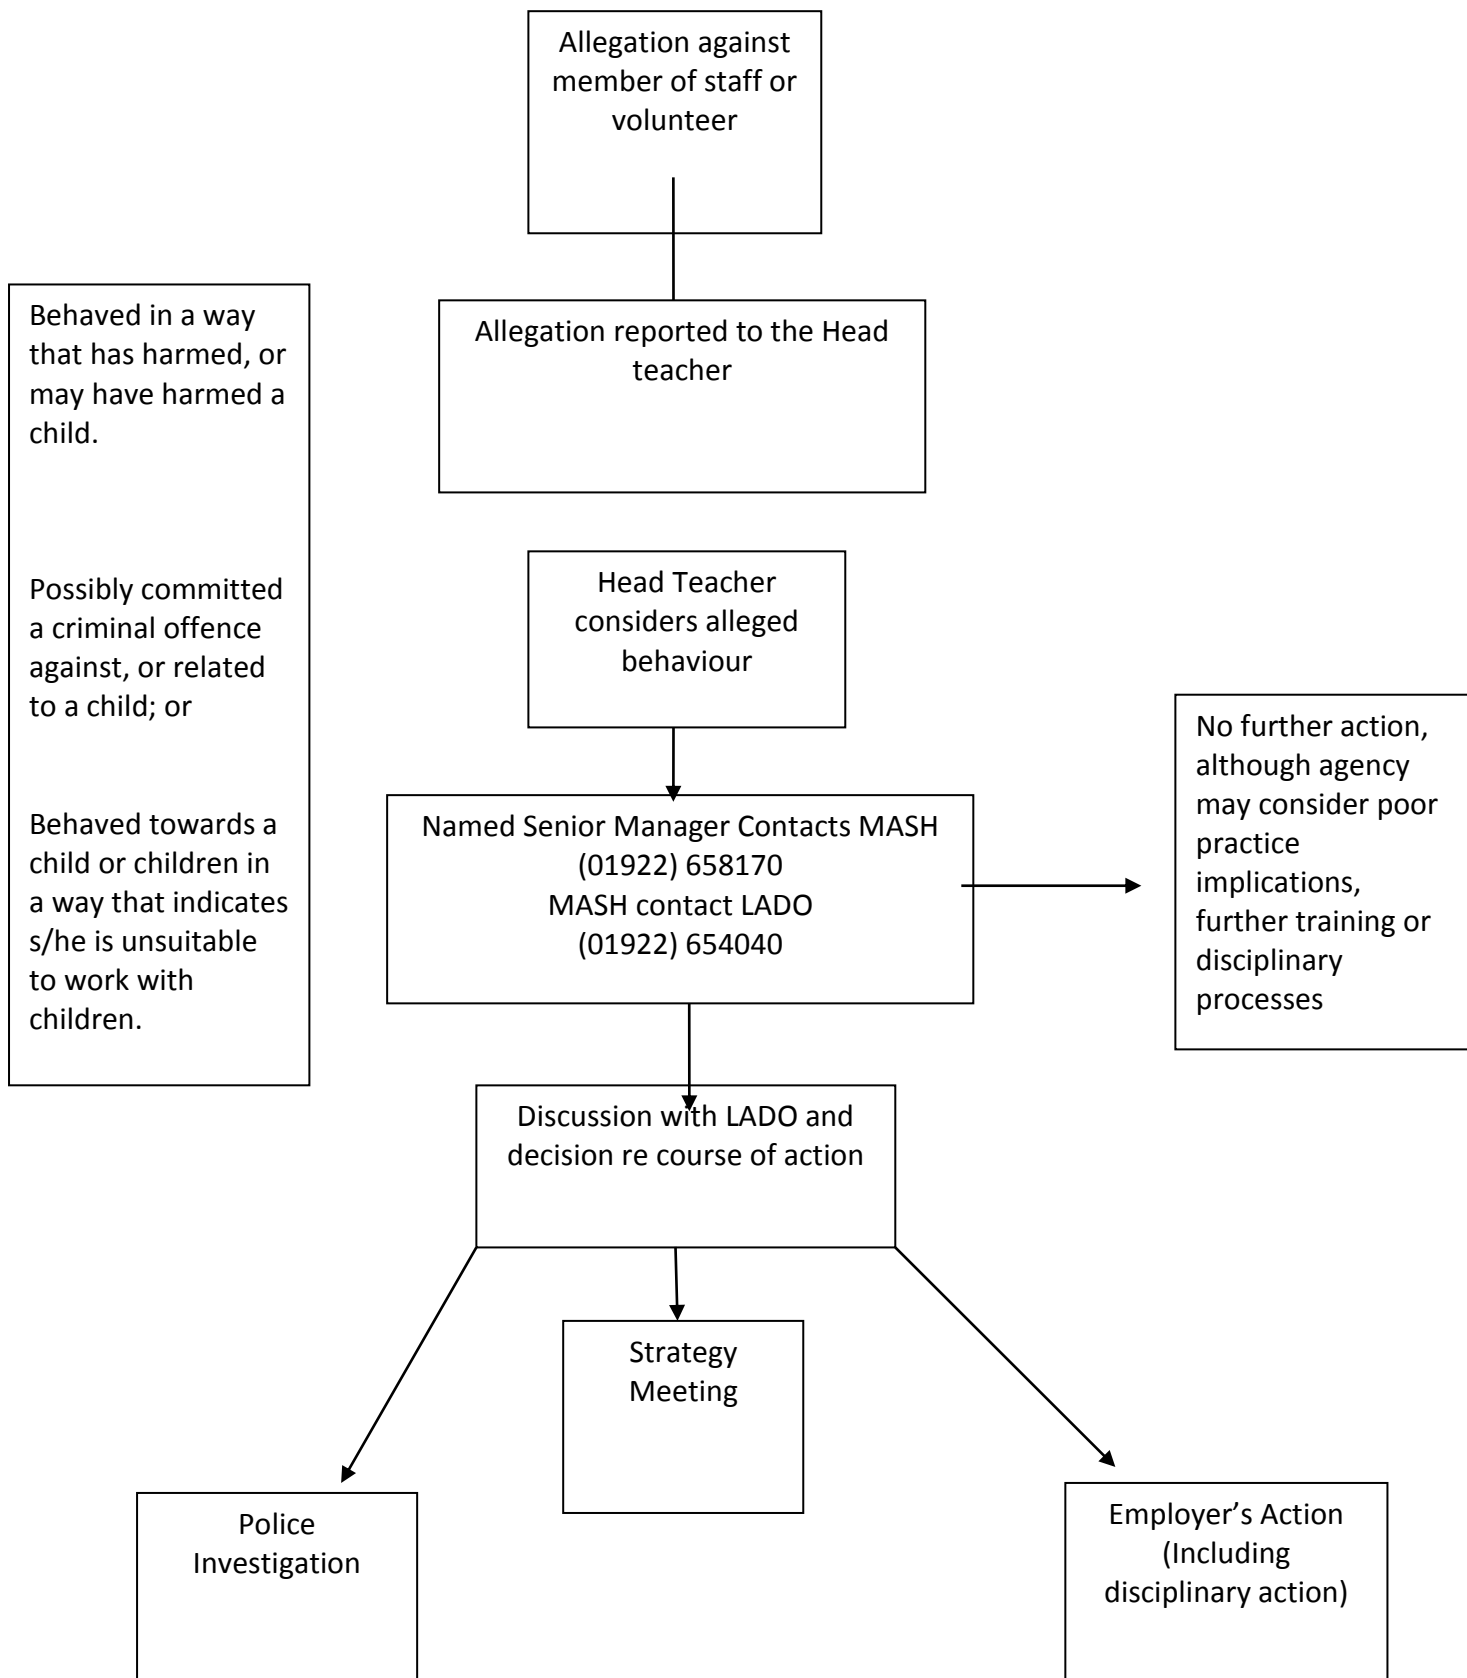 Allegation against
member of staff or
volunteer
Allegation reported to the Head
teacher
Behaved in a way
that has harmed, or
may have harmed a
child.
Possibly committed
a criminal offence
against, or related
to a child; or
Behaved towards a
child or children in
a way that indicates
s/he is unsuitable
to work with
children.
Head Teacher
considers alleged
behaviour
Named Senior Manager Contacts MASH
(01922) 658170
MASH contact LADO
(01922) 654040
No further action,
although agency
may consider poor
practice
implications,
further training or
disciplinary
processes
Discussion with LADO and
decision re course of action
Strategy
Meeting
Police
Investigation
Employer’s Action
(Including
disciplinary action)